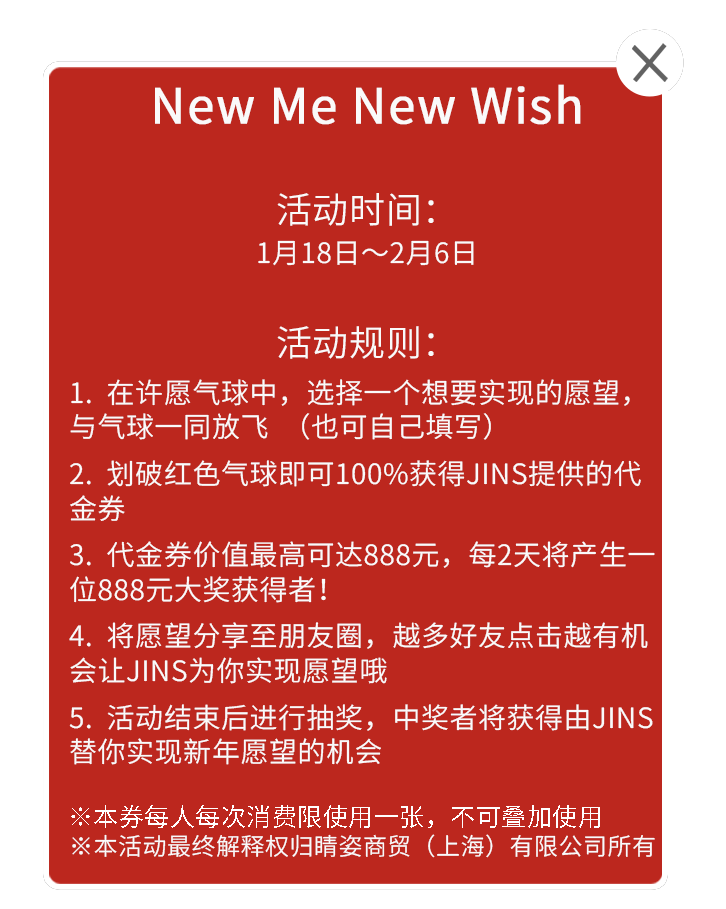 New Me New Wish
活动时间：
1月18日～2月6日
活动规则：
1. 在许愿气球中，选择一个想要实现的愿望，
与气球一同放飞 （也可自己填写）
2. 划破红色气球即可100%获得JINS提供的代
金券
3. 代金券价值最高可达888元，每2天将产生一
位888元大奖获得者！
4. 将愿望分享至朋友圈，越多好友点击越有机
会让JINS为你实现愿望哦
5. 活动结束后进行抽奖，中奖者将获得由JINS
替你实现新年愿望的机会
※本券每人每次消费限使用一张，不可叠加使用
※本活动最终解释权归睛姿商贸（上海）有限公司所有